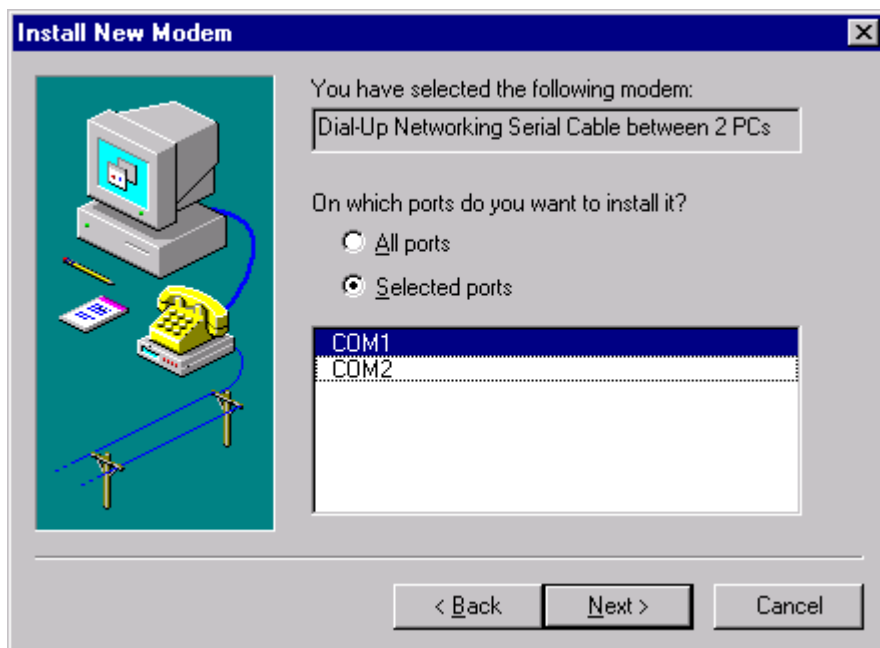 Install New Modem
You have selected the following modem:
Dial-Up Networking Serial Cable between 2 PCs
On which ports do you want to install it?
All ports
Selected ports
COM1
COM2
< Back
Next >
Cancel